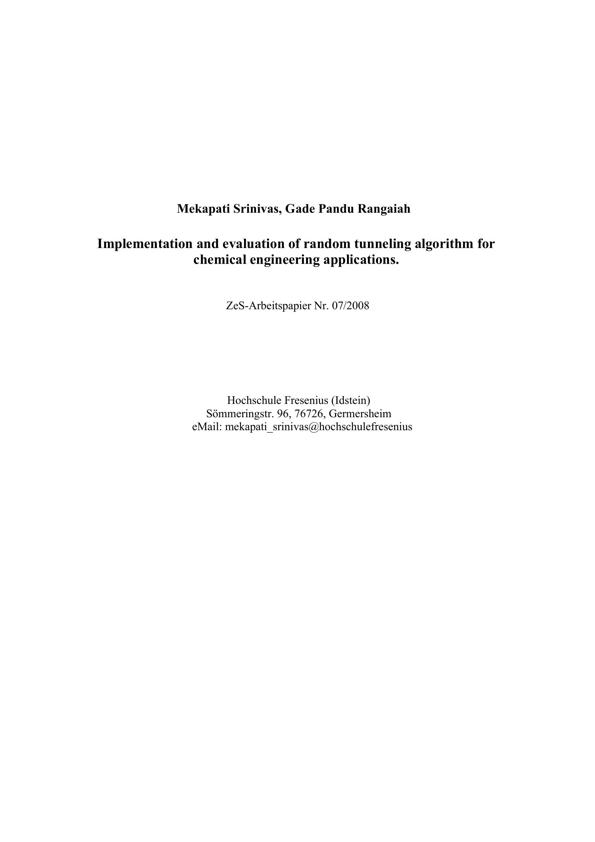 Mekapati Srinivas, Gade Pandu Rangaiah
Implementation and evaluation of random tunneling algorithm for
chemical engineering applications.
ZeS-Arbeitspapier Nr. 07/2008
Hochschule Fresenius (Idstein)
Sömmeringstr. 96, 76726, Germersheim
eMail: mekapati_srinivas@hochschulefresenius